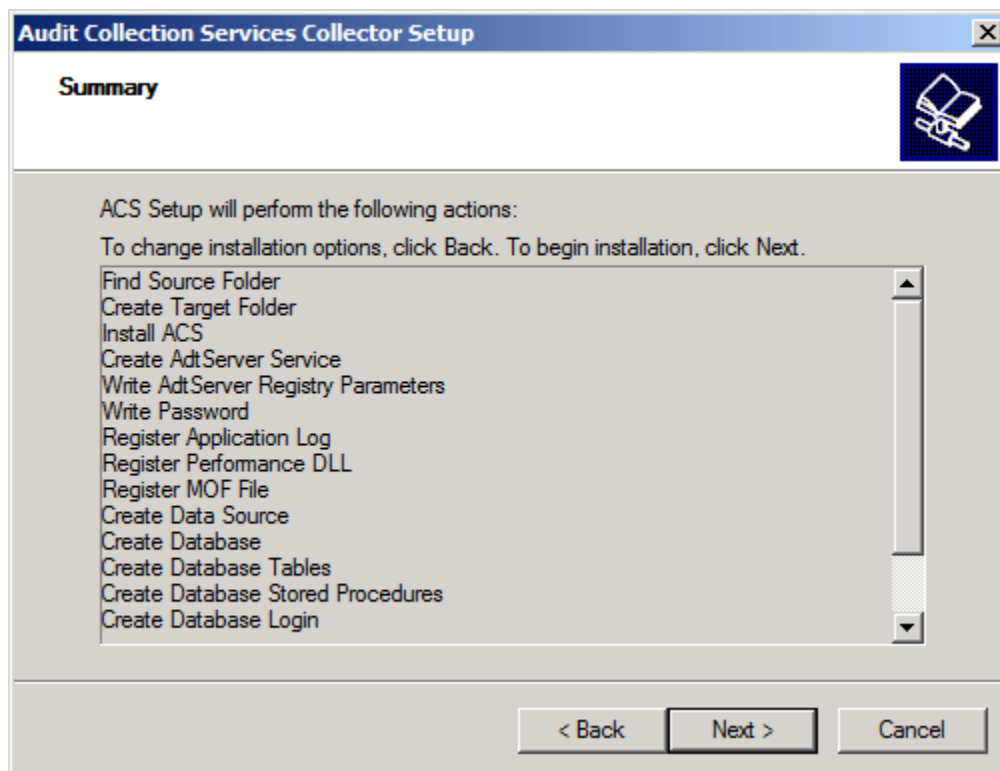 Audit Collection Services Collector Setup
Summary
ACS Setup will perform the following actions:
To change installation options, click Back. To begin installation, click Next.
Find Source Folder
Create Target Folder
Install ACS
Create AdtServer Service
Write AdtServer Registry Parameters
Write Password
Register Application Log
Register Performance DLL
Register MOF File
Create Data Source
Create Database
Create Database Tables
Create Database Stored Procedures
Create Database Login
< Back Next > Cancel